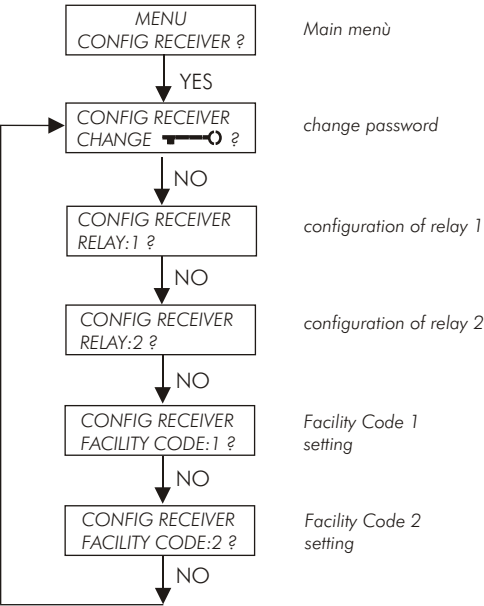 MENU
CONFIG RECEIVER ?
Main menù
YES
CONFIG RECEIVER
CHANGE ?
change password
NO
CONFIG RECEIVER
RELAY:1 ?
configuration of relay 1
NO
CONFIG RECEIVER
RELAY:2 ?
configuration of relay 2
NO
CONFIG RECEIVER
FACILITY CODE:1 ?
Facility Code 1
setting
NO
CONFIG RECEIVER
FACILITY CODE:2 ?
Facility Code 2
setting
NO